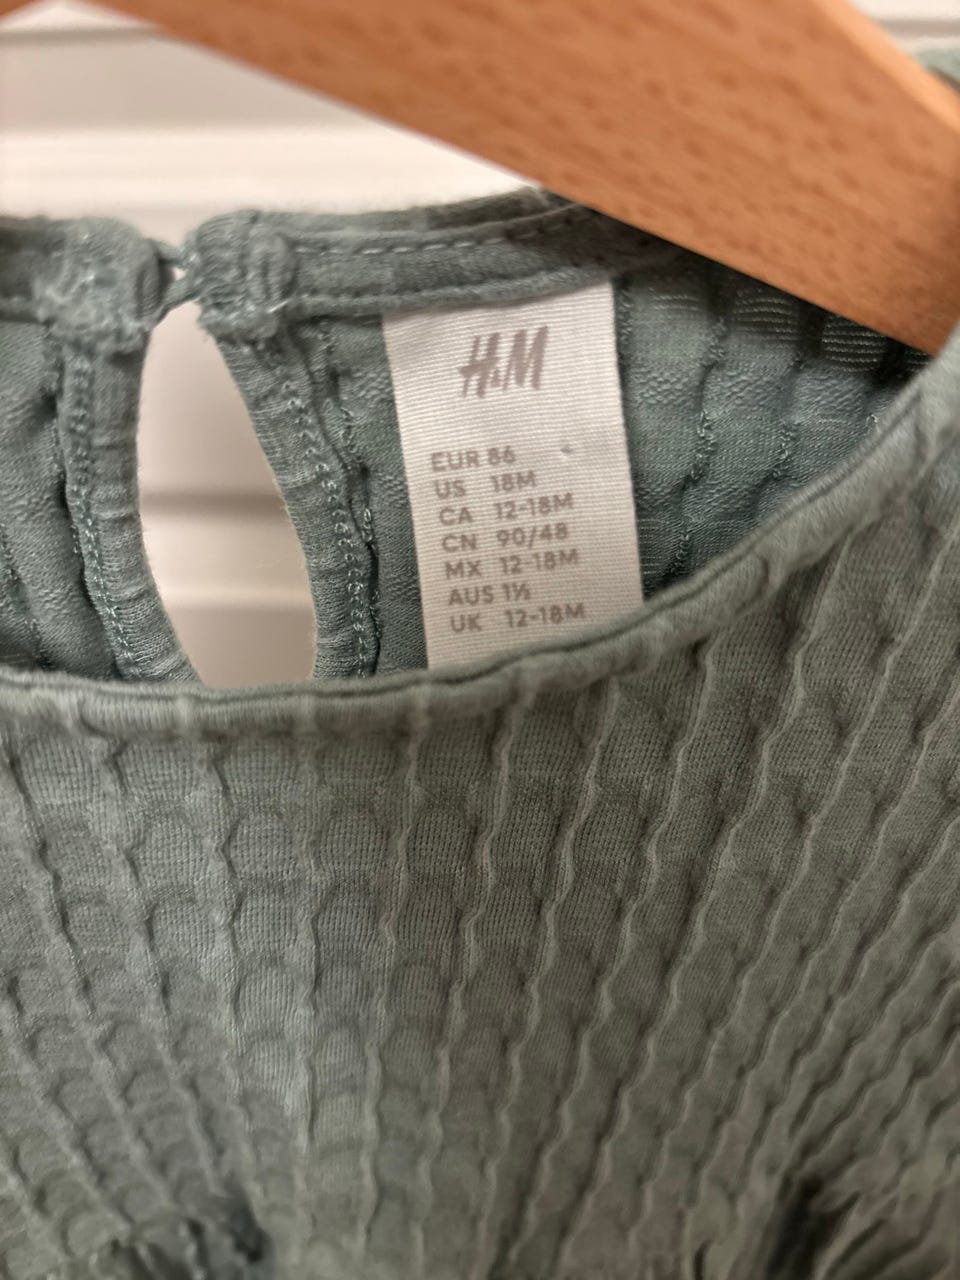 H&M
EUR 86
US 18M
CA 12-18M
CN 90/48
MX 12-18M
AUS 1½
UK 12-18M